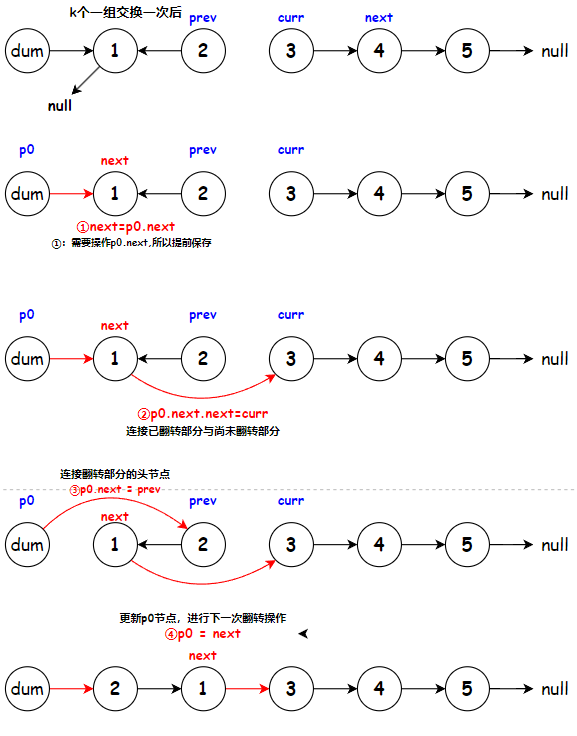 k个一组交换一次后
prev curr next
dum 1 2 3 4 5 null
null
p0 prev curr
next
dum 1 2 3 4 5 null
①next=p0.next
①：需要操作p0.next,所以提前保存
p0 prev curr
next
dum 1 2 3 4 5 null
②p0.next.next=curr
连接已翻转部分与尚未翻转部分
连接翻转部分的头节点
③p0.next = prev
p0 prev curr
next
dum 1 2 3 4 5 null
更新p0节点，进行下一次翻转操作
④p0 = next
next
dum 2 1 3 4 5 null